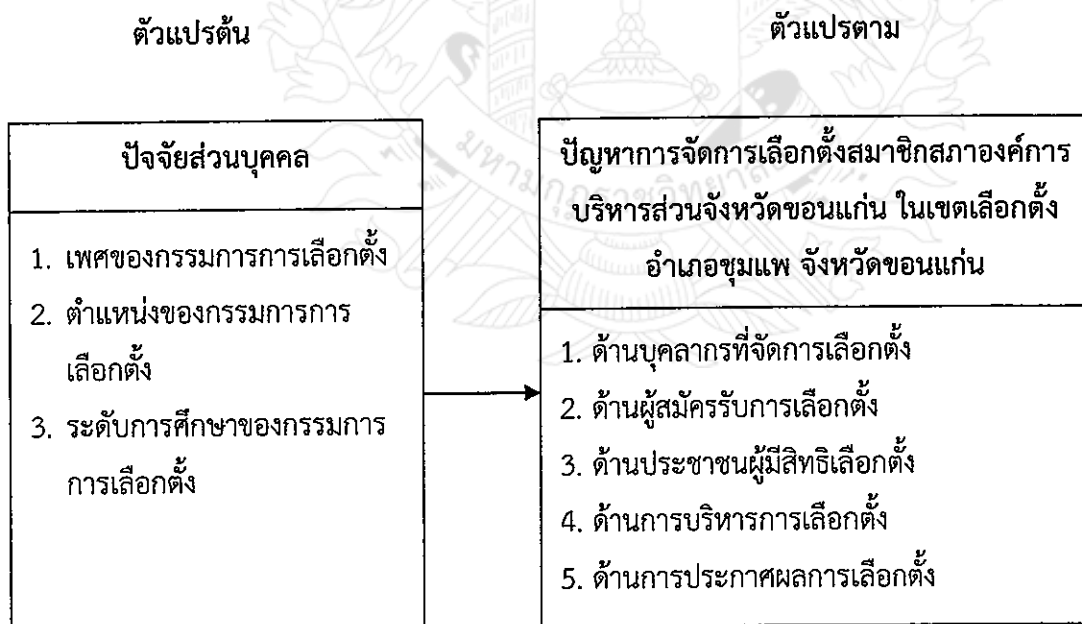 ตัวแปรต้น
ตัวแปรตาม
ปัจจัยส่วนบุคคล
1. เพศของกรรมการการเลือกตั้ง
2. ตำแหน่งของกรรมการการ
เลือกตั้ง
3. ระดับการศึกษาของกรรมการ
การเลือกตั้ง
ปัญหาการจัดการเลือกตั้งสมาชิกสภาองค์การ
บริหารส่วนจังหวัดขอนแก่น ในเขตเลือกตั้ง
อำเภอชุมแพ จังหวัดขอนแก่น
1. ด้านบุคลากรที่จัดการเลือกตั้ง
2. ด้านผู้สมัครรับการเลือกตั้ง
3. ด้านประชาชนผู้มีสิทธิเลือกตั้ง
4. ด้านการบริหารการเลือกตั้ง
5. ด้านการประกาศผลการเลือกตั้ง